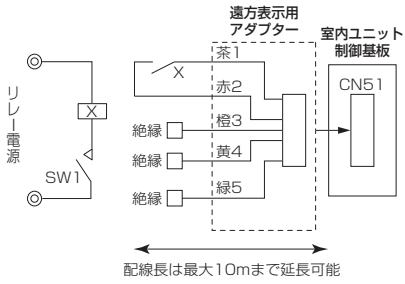 遠方表示用
アダプター
室内ユニット
制御基板
茶1
X
赤2
CN51
リレー電源
X
橙3
絶縁
黄4
絶縁
SW1
緑5
絶縁
配線長は最大10mまで延長可能